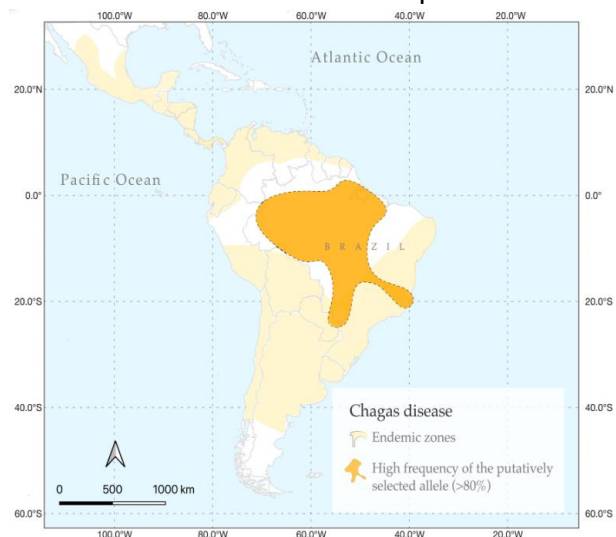 100.0°W 80.0°W 60.0°W 40.0°W 20.0°W
Atlantic Ocean
20.0°N 20.0°N
Pacific Ocean
0.0° 0.0°
BRAZIL
20.0°S 20.0°S
Chagas disease
Endemic zones
40.0°S 40.0°S
High frequency of the putatively
selected allele (>80%)
0 500 1000 km
60.0°S 60.0°S
100.0°W 80.0°W 60.0°W 40.0°W 20.0°W